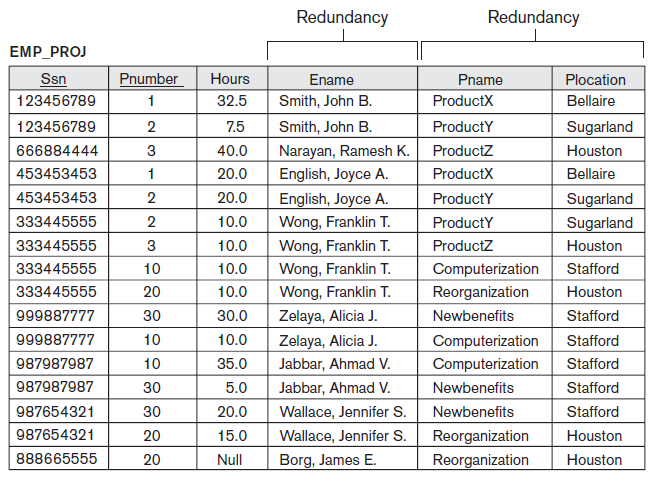 Redundancy Redundancy
EMP_PROJ
Ssn Pnumber Hours Ename Pname Plocation
123456789 1 32.5 Smith, John B. ProductX Bellaire
123456789 2 7.5 Smith, John B. ProductY Sugarland
666884444 3 40.0 Narayan, Ramesh K. ProductZ Houston
453453453 1 20.0 English, Joyce A. ProductX Bellaire
453453453 2 20.0 English, Joyce A. ProductY Sugarland
333445555 2 10.0 Wong, Franklin T. ProductY Sugarland
333445555 3 10.0 Wong, Franklin T. ProductZ Houston
333445555 10 10.0 Wong, Franklin T. Computerization Stafford
333445555 20 10.0 Wong, Franklin T. Reorganization Houston
999887777 30 30.0 Zelaya, Alicia J. Newbenefits Stafford
999887777 10 10.0 Zelaya, Alicia J. Computerization Stafford
987987987 10 35.0 Jabbar, Ahmad V. Computerization Stafford
987987987 30 5.0 Jabbar, Ahmad V. Newbenefits Stafford
987654321 30 20.0 Wallace, Jennifer S. Newbenefits Stafford
987654321 20 15.0 Wallace, Jennifer S. Reorganization Houston
888665555 20 Null Borg, James E. Reorganization Houston